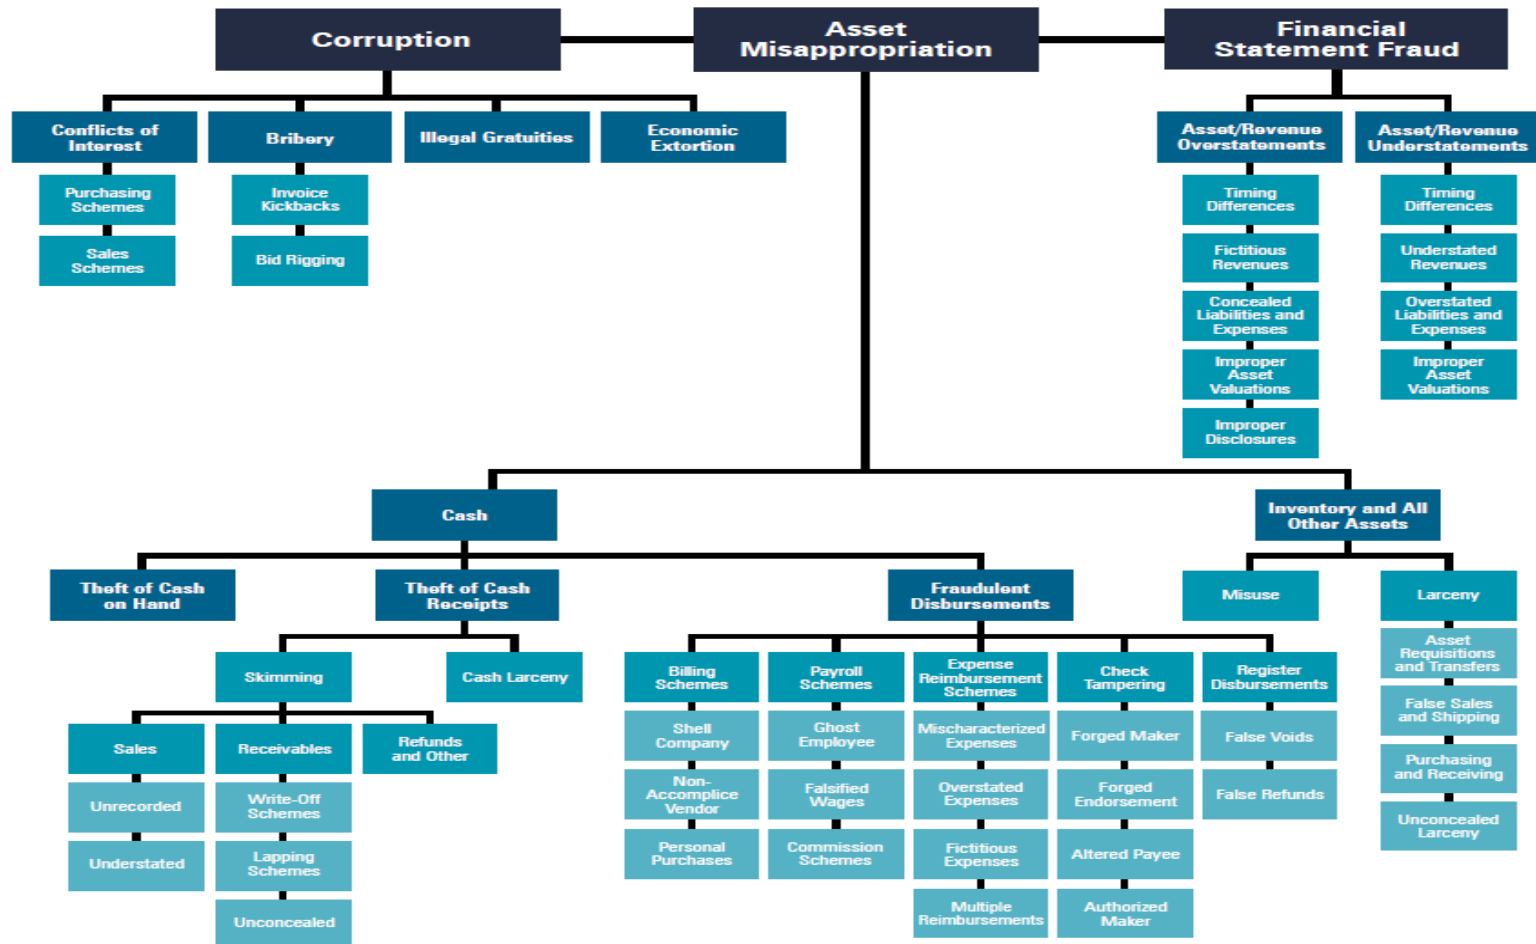 Corruption
Asset
Misappropriation
Financial
Statement Fraud
Conflicts of
Interest
Purchasing
Schemes
Sales
Schemes
Bribery
Invoice
Kickbacks
Bid Rigging
Illegal Gratuities
Economic
Extortion
Asset/Revenue
Overstatements
Timing
Differences
Fictitious
Revenues
Concealed
Liabilities and
Expenses
Improper
Asset
Valuations
Improper
Disclosures
Asset/Revenue
Understatements
Timing
Differences
Understated
Revenues
Overstated
Liabilities and
Expenses
Improper
Asset
Valuations
Cash
Theft of Cash
on Hand
Theft of Cash
Receipts
Skimming
Sales
Unrecorded
Understated
Receivables
Write-Off
Schemes
Lapping
Schemes
Unconcealed
Refunds
and Other
Cash Larceny
Fraudulent
Disbursements
Billing
Schemes
Shell
Company
Non-
Accomplice
Vendor
Personal
Purchases
Payroll
Schemes
Ghost
Employee
Falsified
Wages
Commission
Schemes
Expense
Reimbursement
Schemes
Mischaracterized
Expenses
Overstated
Expenses
Fictitious
Expenses
Multiple
Reimbursements
Check
Tampering
Forged Maker
Forged
Endorsement
Altered Payee
Authorized
Maker
Register
Disbursements
False Voids
False Refunds
Inventory and All
Other Assets
Misuse
Larceny
Asset
Requisitions
and Transfers
False Sales
and Shipping
Purchasing
and Receiving
Unconcealed
Larceny